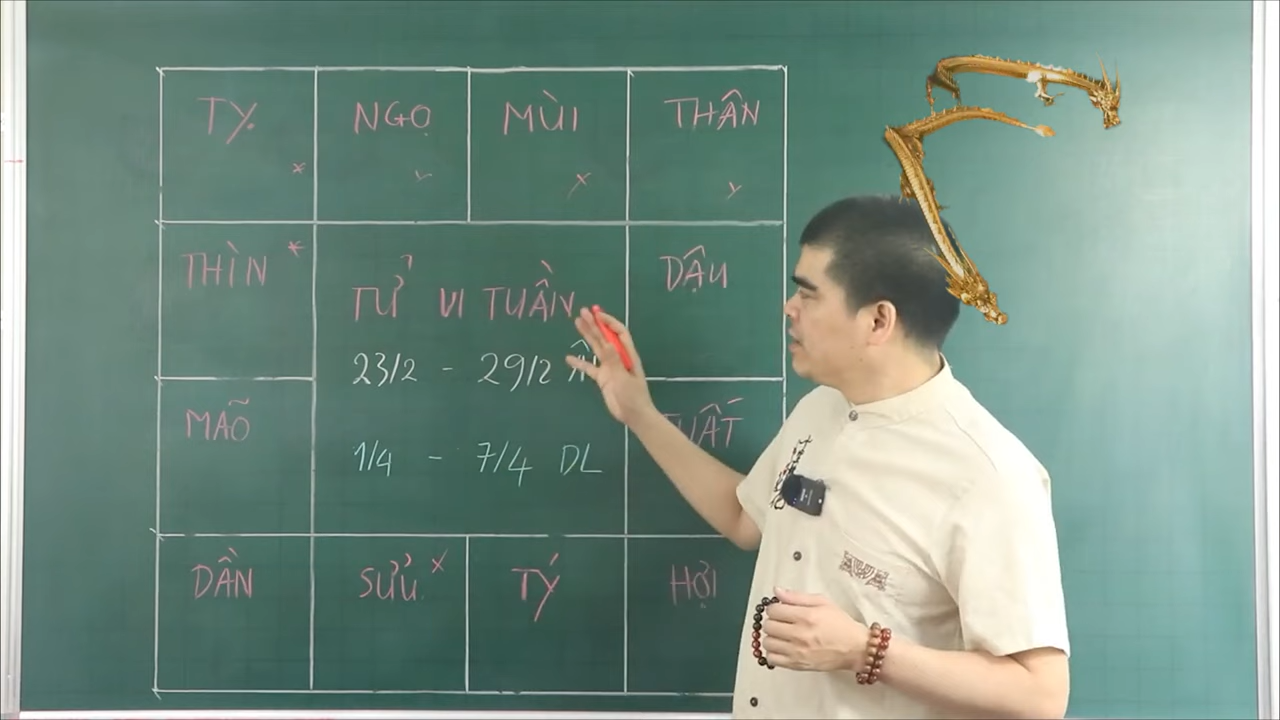 TỴ NGỌ MÙI THÂN
THÌN DẬU
TỬ VI TUẦN
23/2 - 29/2
MAÕ
1/4 - 7/4 DL
DẦN SỬU TÝ HỢI